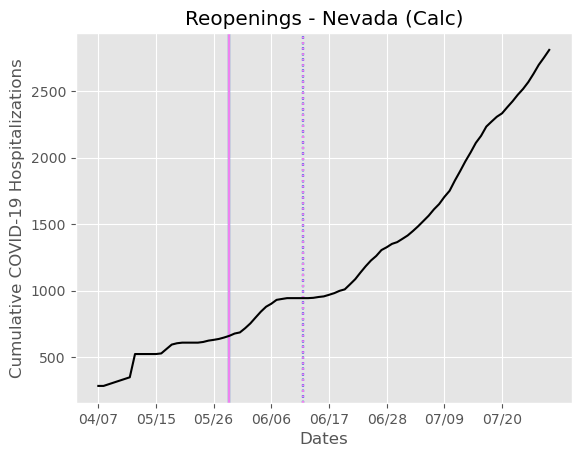 Reopenings - Nevada (Calc)
Cumulative COVID-19 Hospitalizations
2500
2000
1500
1000
500
04/07 05/15 05/26 06/06 06/17 06/28 07/09 07/20
Dates